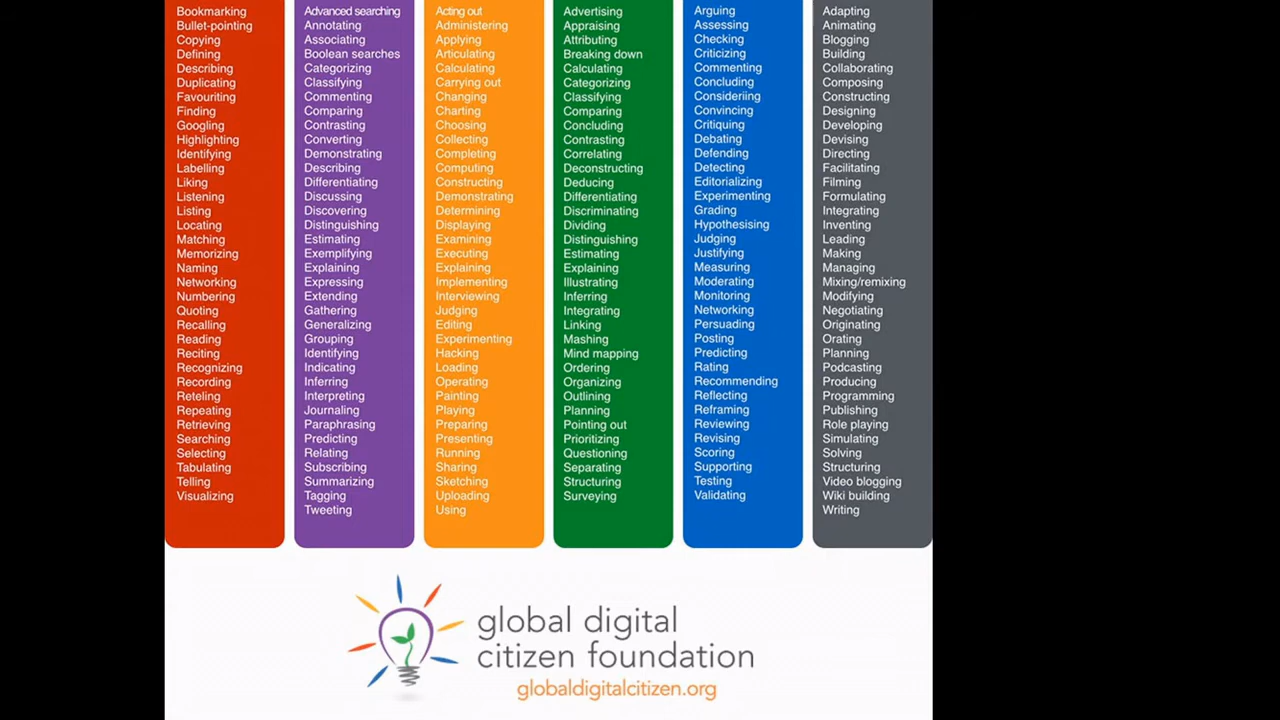 Bookmarking
Bullet-pointing
Copying
Defining
Describing
Duplicating
Favouriting
Finding
Googling
Highlighting
Identifying
Labelling
Liking
Listening
Listing
Locating
Matching
Memorizing
Naming
Networking
Numbering
Quoting
Recalling
Reading
Reciting
Recognizing
Recording
Reteling
Repeating
Retrieving
Searching
Selecting
Tabulating
Telling
Visualizing
Advanced searching
Annotating
Associating
Boolean searches
Categorizing
Classifying
Commenting
Comparing
Contrasting
Converting
Demonstrating
Describing
Differentiating
Discussing
Discovering
Distinguishing
Estimating
Exemplifying
Explaining
Expressing
Extending
Gathering
Generalizing
Grouping
Identifying
Indicating
Inferring
Interpreting
Journaling
Paraphrasing
Predicting
Relating
Subscribing
Summarizing
Tagging
Tweeting
Acting out
Administering
Applying
Articulating
Calculating
Carrying out
Changing
Charting
Choosing
Collecting
Completing
Computing
Constructing
Demonstrating
Determining
Displaying
Examining
Executing
Explaining
Implementing
Interviewing
Judging
Editing
Experimenting
Hacking
Loading
Operating
Painting
Playing
Preparing
Presenting
Running
Sharing
Sketching
Uploading
Using
Advertising
Appraising
Attributing
Breaking down
Calculating
Categorizing
Classifying
Comparing
Concluding
Contrasting
Correlating
Deconstructing
Deducing
Differentiating
Discriminating
Dividing
Distinguishing
Estimating
Explaining
Illustrating
Inferring
Integrating
Linking
Mashing
Mind mapping
Ordering
Organizing
Outlining
Planning
Pointing out
Prioritizing
Questioning
Separating
Structuring
Surveying
Arguing
Assessing
Checking
Criticizing
Commenting
Concluding
Consideriing
Convincing
Critiquing
Debating
Defending
Detecting
Editorializing
Experimenting
Grading
Hypothesising
Judging
Justifying
Measuring
Moderating
Monitoring
Networking
Persuading
Posting
Predicting
Rating
Recommending
Reflecting
Reframing
Reviewing
Revising
Scoring
Supporting
Testing
Validating
Adapting
Animating
Blogging
Building
Collaborating
Composing
Constructing
Designing
Developing
Devising
Directing
Facilitating
Filming
Formulating
Integrating
Inventing
Leading
Making
Managing
Mixing/remixing
Modifying
Negotiating
Originating
Orating
Planning
Podcasting
Producing
Programming
Publishing
Role playing
Simulating
Solving
Structuring
Video blogging
Wiki building
Writing
global digital
citizen foundation
globaldigitalcitizen.org